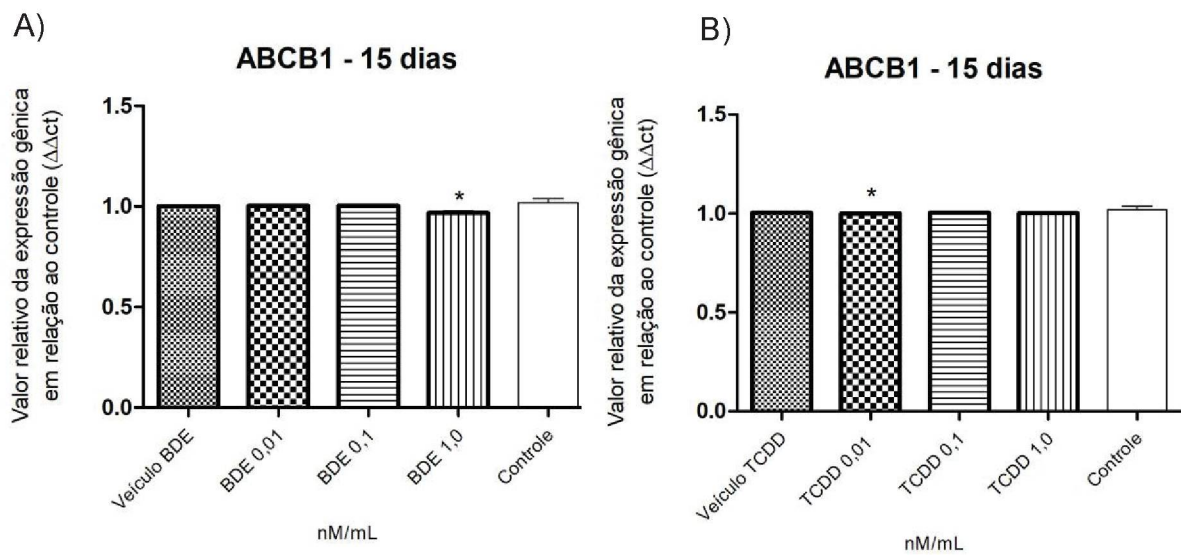 A)
ABCB1 - 15 dias
Valor relativo da expressão gênica
em relação ao controle (ΔΔct)
1.5
1.0
0.5
0.0
*
Veículo BDE
BDE 0,01
BDE 0,1
BDE 1,0
Controle
nM/mL
B)
ABCB1 - 15 dias
Valor relativo da expressão gênica
em relação ao controle (ΔΔct)
1.5
1.0
0.5
0.0
*
Veículo TCDD
TCDD 0,01
TCDD 0,1
TCDD 1,0
Controle
nM/mL